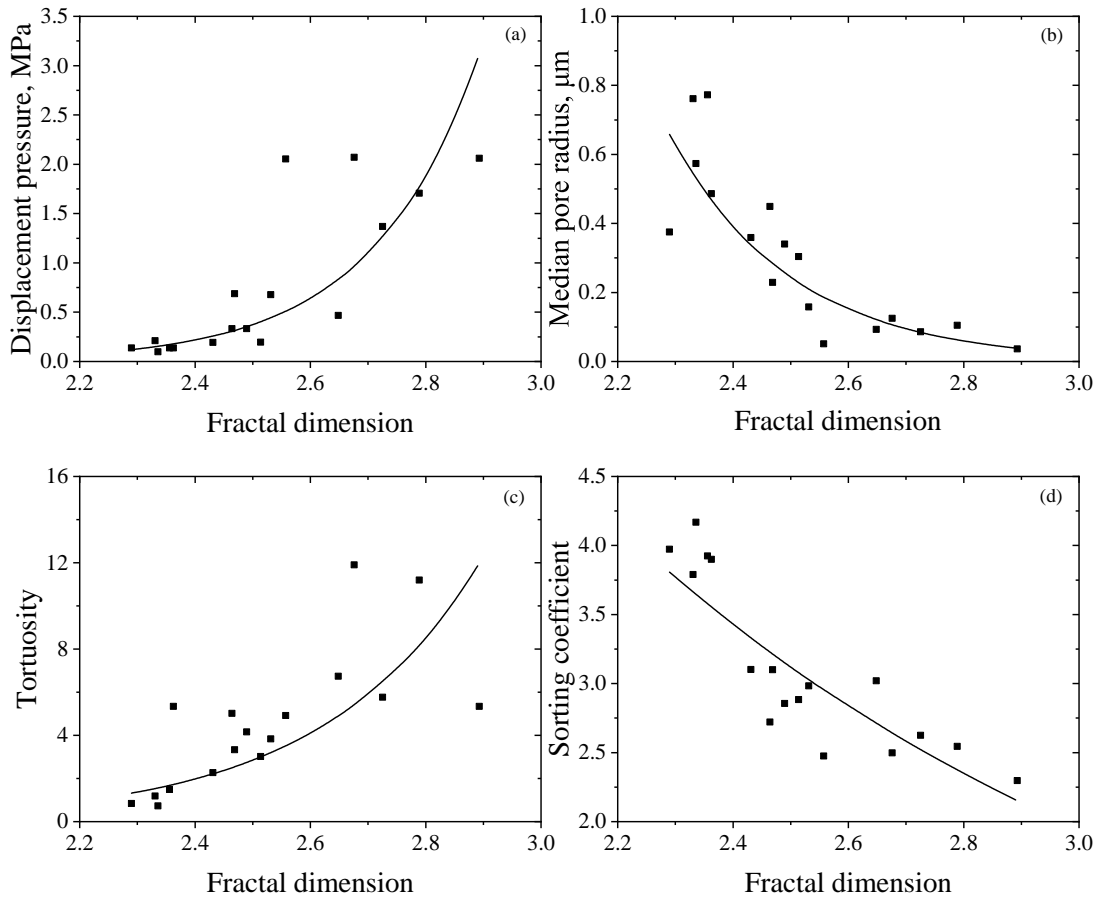 (a)
Displacement pressure, MPa
3.5
3.0
2.5
2.0
1.5
1.0
0.5
0.0
2.2 2.4 2.6 2.8 3.0
Fractal dimension
(b)
Median pore radius, μm
1.0
0.8
0.6
0.4
0.2
0.0
2.2 2.4 2.6 2.8 3.0
Fractal dimension
(c)
Tortuosity
16
12
8
4
0
2.2 2.4 2.6 2.8 3.0
Fractal dimension
(d)
Sorting coefficient
4.5
4.0
3.5
3.0
2.5
2.0
2.2 2.4 2.6 2.8 3.0
Fractal dimension